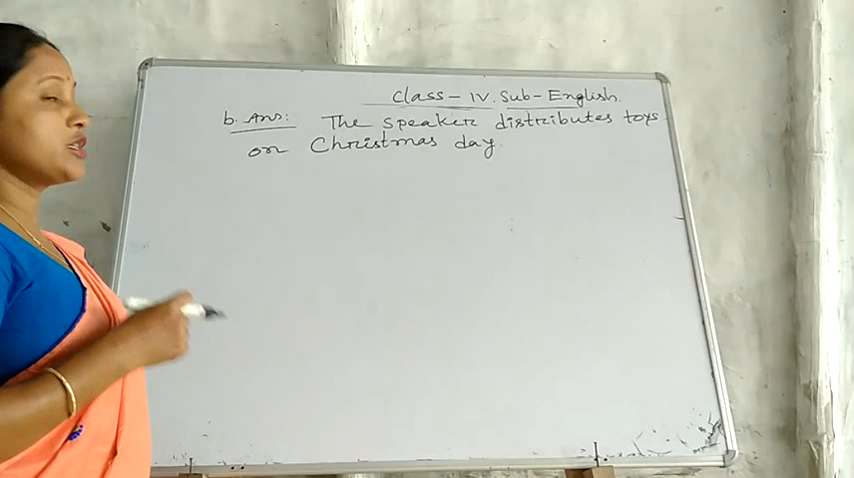 Class - IV. Sub - English.
b. Ans: The speaker distributes toys
on Christmas day.